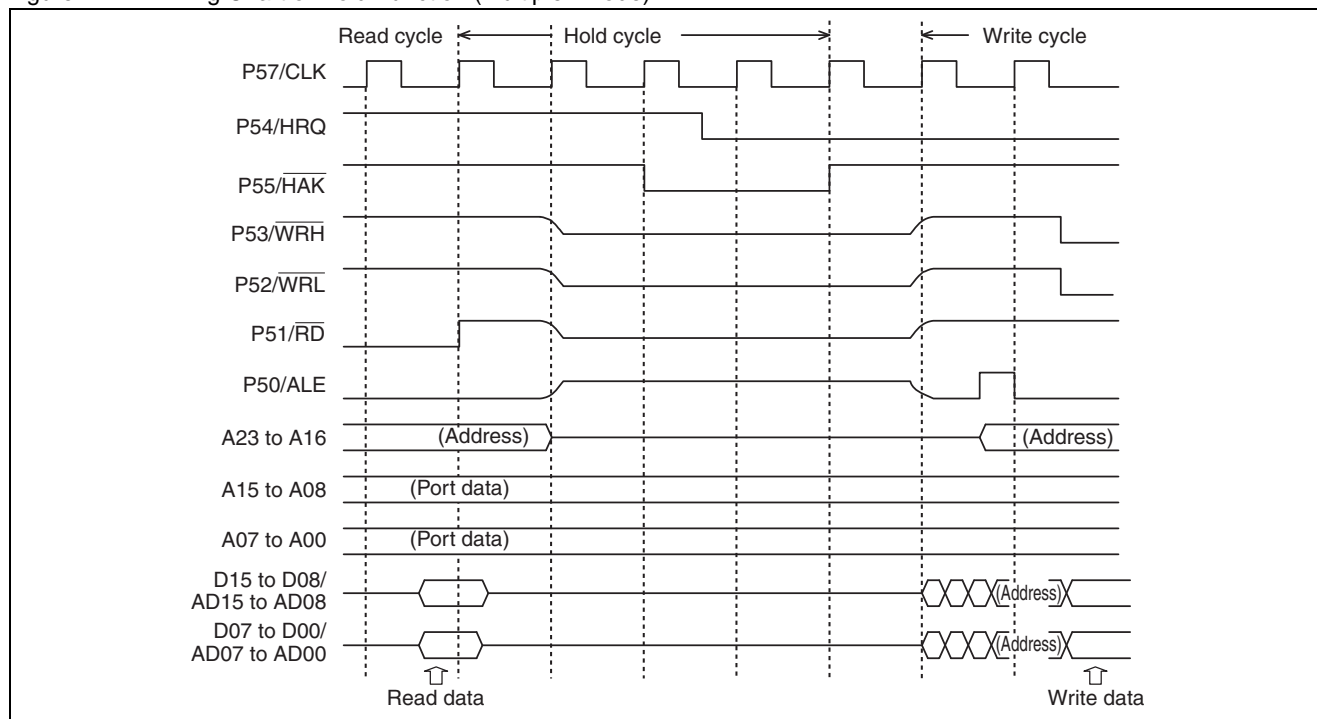 Read cycle Hold cycle Write cycle
P57/CLK
P54/HRQ
P55/HAK
P53/WRH
P52/WRL
P51/RD
P50/ALE
A23 to A16 (Address) (Address)
A15 to A08 (Port data)
A07 to A00 (Port data)
D15 to D08/
AD15 to AD08 (Address)
D07 to D00/
AD07 to AD00 (Address)
Read data Write data